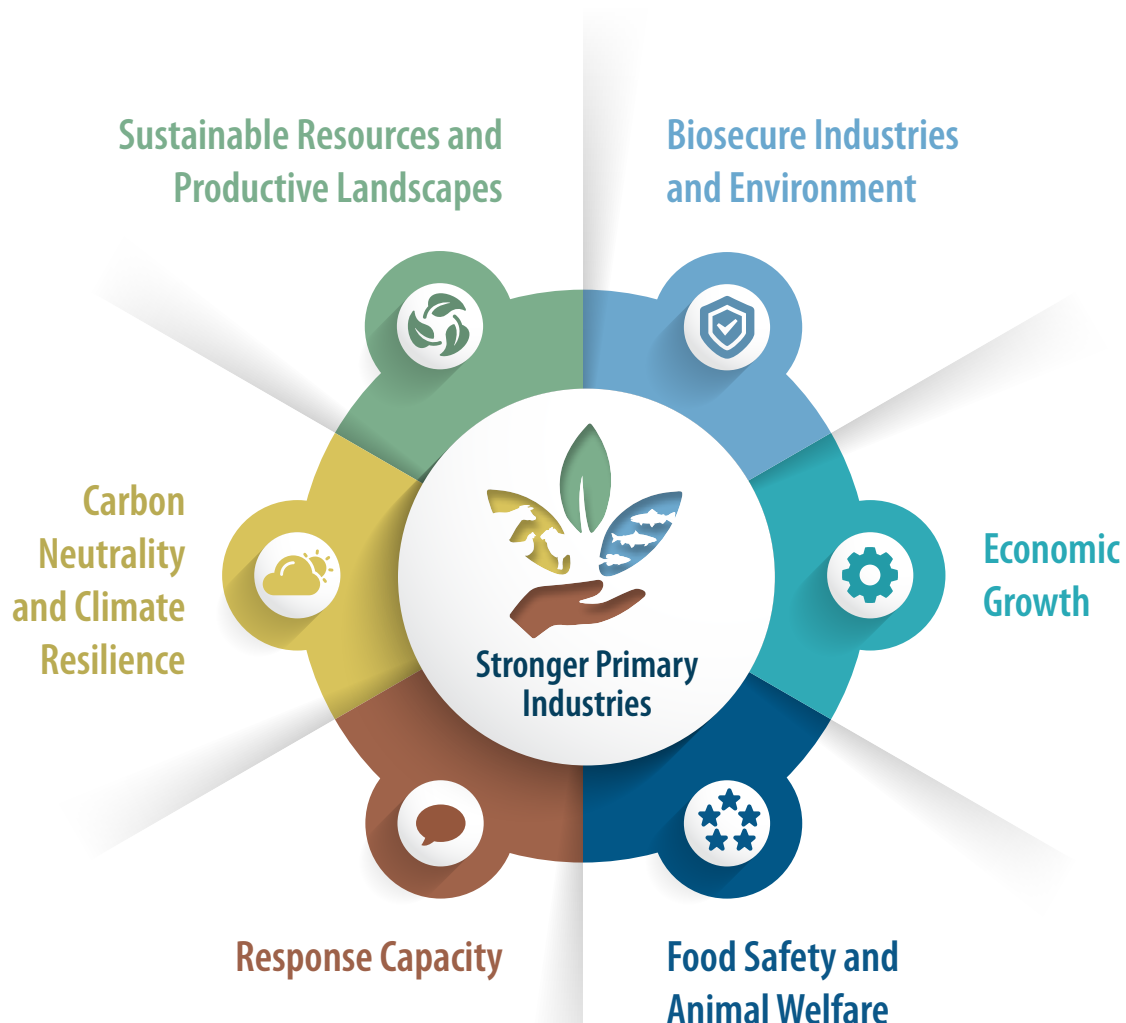 Sustainable Resources and
Productive Landscapes
Biosecure Industries
and Environment
Carbon
Neutrality
and Climate
Resilience
Economic
Growth
Stronger Primary
Industries
Response Capacity
Food Safety and
Animal Welfare